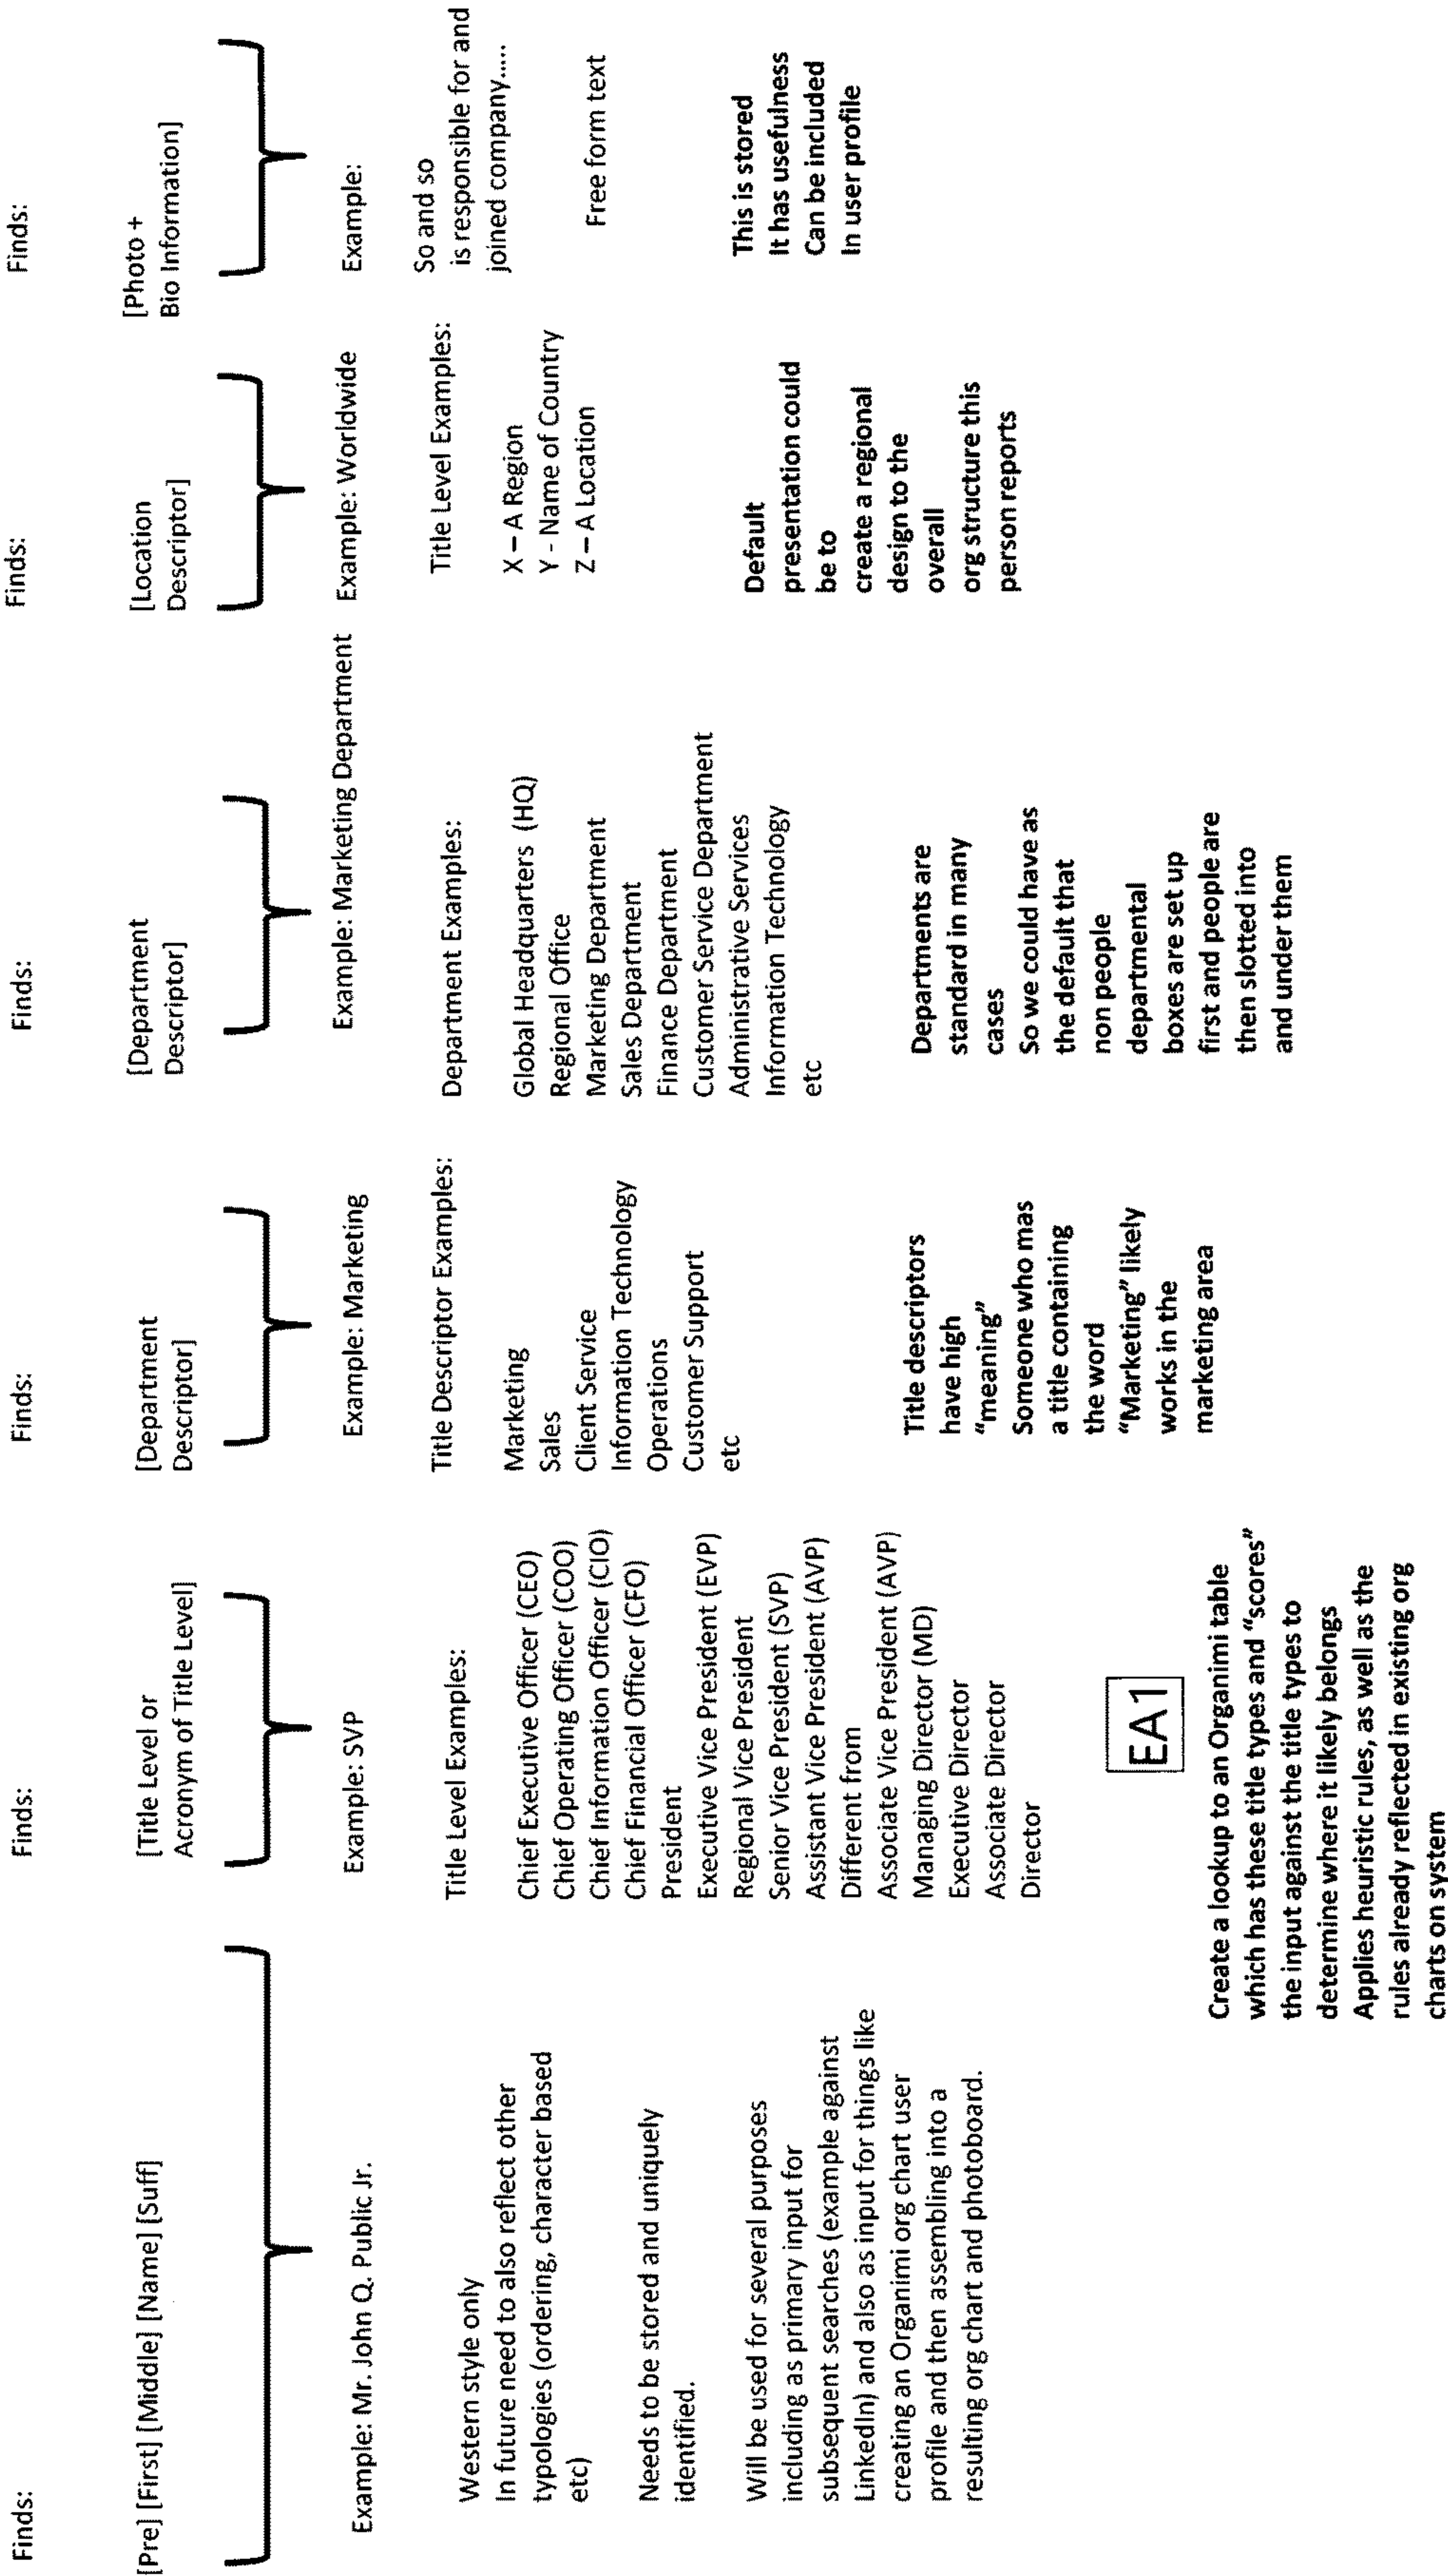 Finds:
[Pre] [First] [Middle] [Name] [Suff]
Example: Mr. John Q. Public Jr.
Western style only
In future need to also reflect other
typologies (ordering, character based
etc)
Needs to be stored and uniquely
identified.
Will be used for several purposes
including as primary input for
subsequent searches (example against
LinkedIn) and also as input for things like
creating an Organimi org chart user
profile and then assembling into a
resulting org chart and photoboard.
Finds:
[Title Level or
Acronym of Title Level]
Example: SVP
Title Level Examples:
Chief Executive Officer (CEO)
Chief Operating Officer (COO)
Chief Information Officer (CIO)
Chief Financial Officer (CFO)
President
Executive Vice President (EVP)
Regional Vice President
Senior Vice President (SVP)
Assistant Vice President (AVP)
Different from
Associate Vice President (AVP)
Managing Director (MD)
Executive Director
Associate Director
Director
EA1
Create a lookup to an Organimi table
which has these title types and “scores”
the input against the title types to
determine where it likely belongs
Applies heuristic rules, as well as the
rules already reflected in existing org
charts on system
Finds:
[Department
Descriptor]
Example: Marketing
Title Descriptor Examples:
Marketing
Sales
Client Service
Information Technology
Operations
Customer Support
etc
Title descriptors
have high
“meaning”
Someone who mas
a title containing
the word
“Marketing” likely
works in the
marketing area
Finds:
[Department
Descriptor]
Example: Marketing Department
Department Examples:
Global Headquarters (HQ)
Regional Office
Marketing Department
Sales Department
Finance Department
Customer Service Department
Administrative Services
Information Technology
etc
Departments are
standard in many
cases
So we could have as
the default that
non people
departmental
boxes are set up
first and people are
then slotted into
and under them
Finds:
[Location
Descriptor]
Example: Worldwide
Title Level Examples:
X – A Region
Y - Name of Country
Z – A Location
Default
presentation could
be to
create a regional
design to the
overall
org structure this
person reports
Finds:
[Photo +
Bio Information]
Example:
So and so
is responsible for and
joined company.....
Free form text
This is stored
It has usefulness
Can be included
In user profile